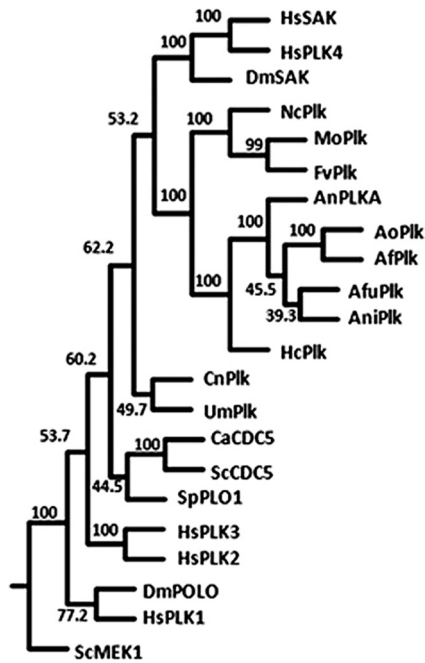 100
HsSAK
100
HsPLK4
DmSAK
53.2
100
NcPlk
99
MoPlk
FvPlk
100
AnPLKA
100
100
AoPlk
AfPlk
62.2
100
45.5
AfuPlk
39.3
AniPlk
HcPlk
60.2
CnPlk
49.7
UmPlk
53.7
100
CaCDC5
ScCDC5
44.5
SpPLO1
100
100
HsPLK3
HsPLK2
DmPOLO
77.2
HsPLK1
ScMEK1